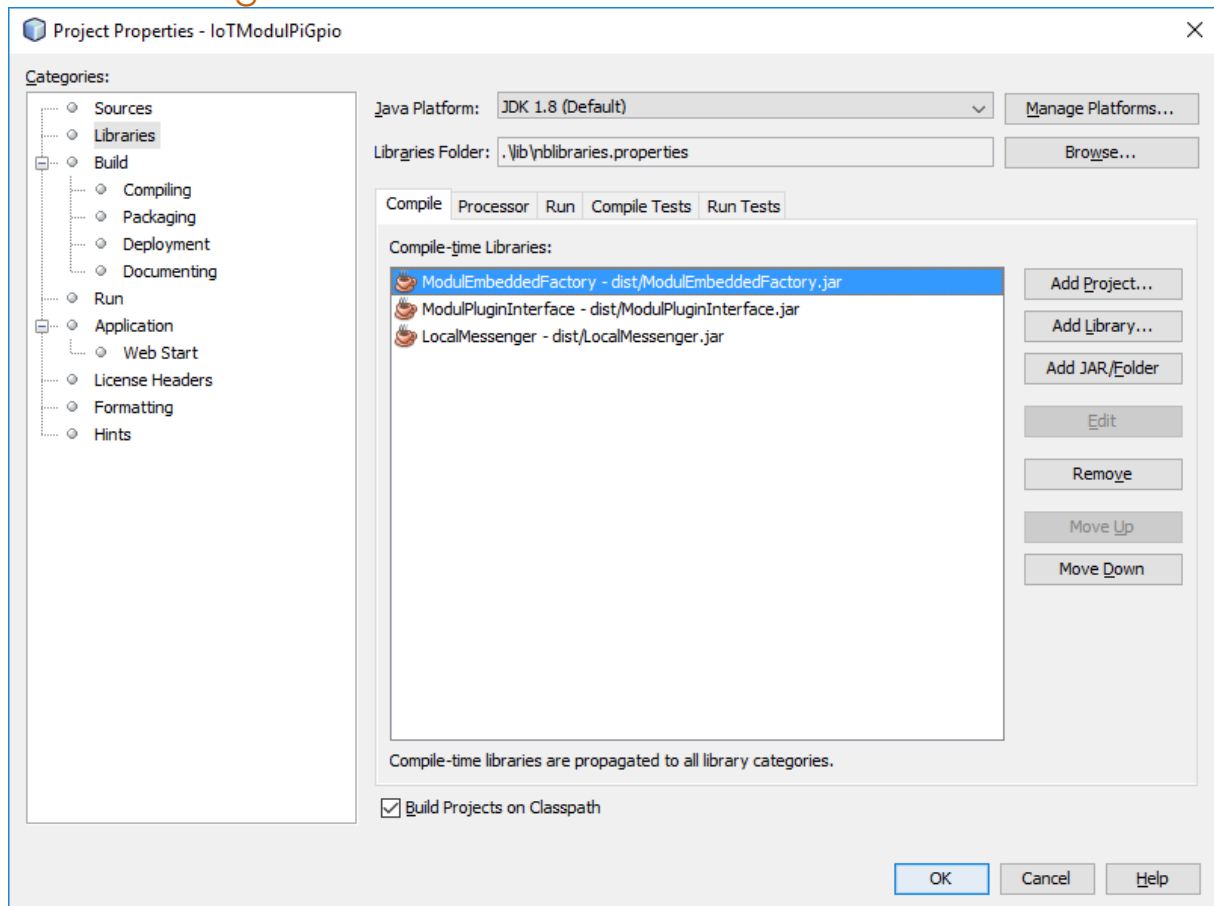 Project Properties - IoTModulPiGpio
Categories:
Sources
Libraries
Build
Compiling
Packaging
Deployment
Documenting
Run
Application
Web Start
License Headers
Formatting
Hints
Java Platform: JDK 1.8 (Default) Manage Platforms...
Libraries Folder: .\lib\nblibraries.properties Browse...
Compile Processor Run Compile Tests Run Tests
Compile-time Libraries:
ModulEmbeddedFactory - dist/ModulEmbeddedFactory.jar
ModulPluginInterface - dist/ModulPluginInterface.jar
LocalMessenger - dist/LocalMessenger.jar
Add Project...
Add Library...
Add JAR/Folder
Edit
Remove
Move Up
Move Down
Compile-time libraries are propagated to all library categories.
Build Projects on Classpath
OK Cancel Help